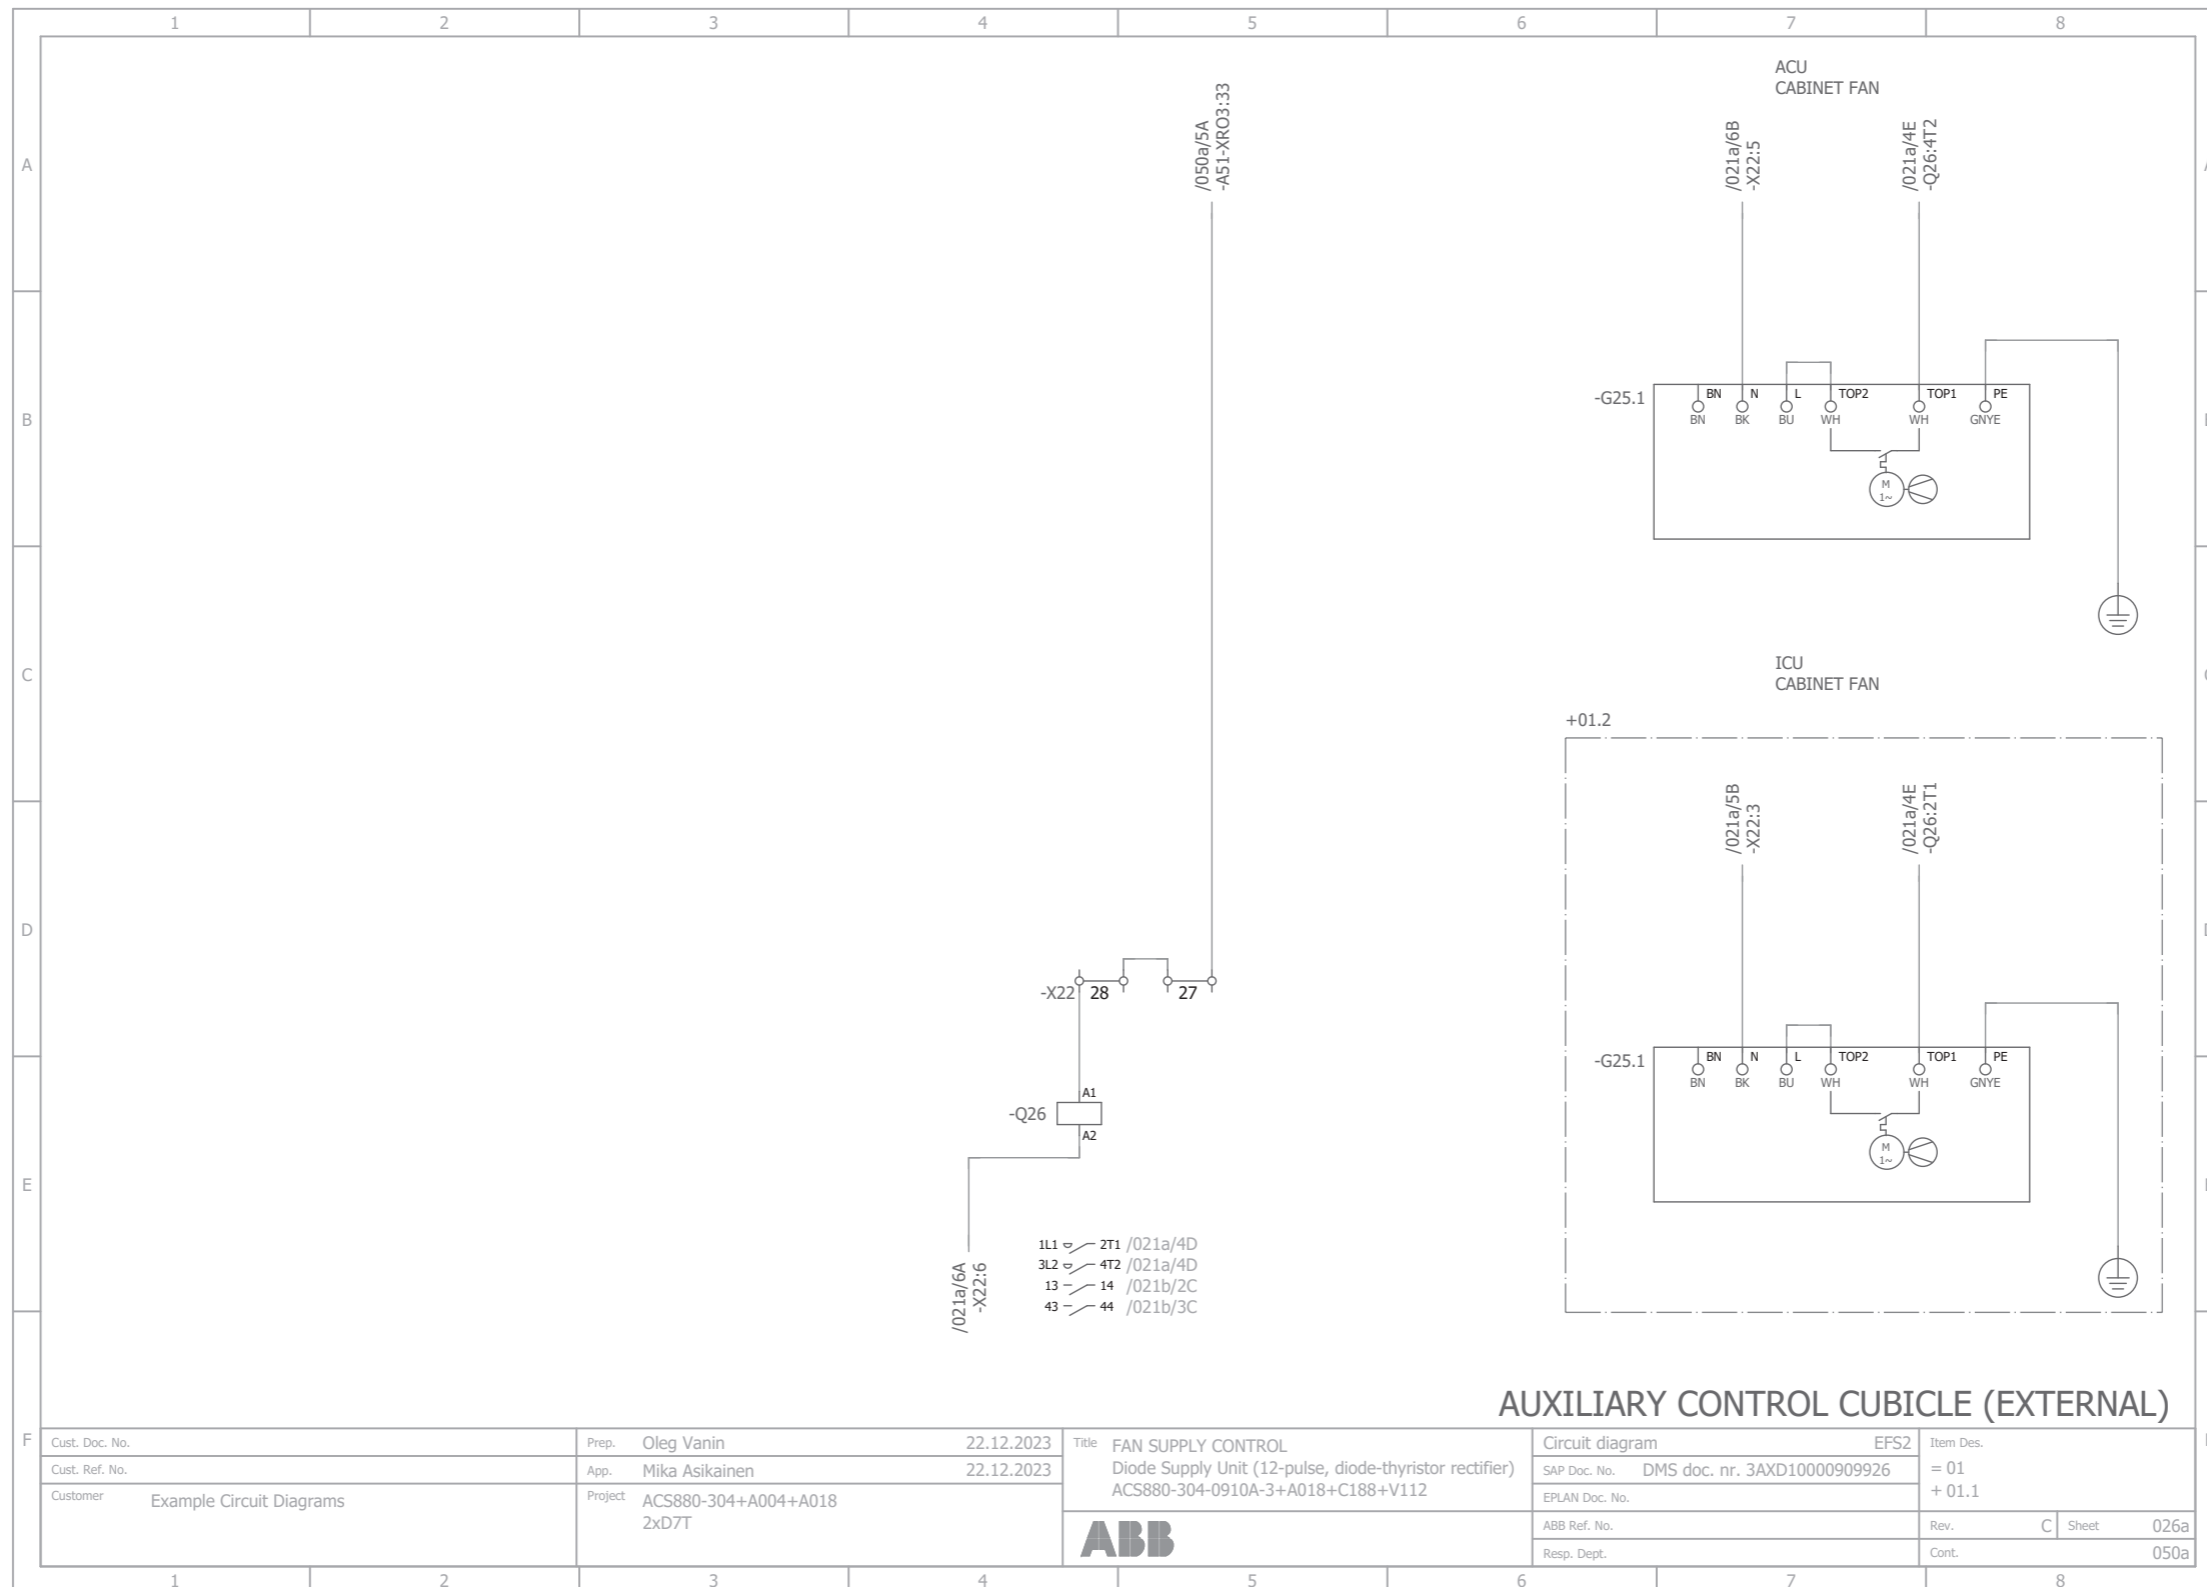 1 2 3 4 5 6 7 8
ACU
CABINET FAN
/050a/5A
-A51-XRO3:33
/021a/6B
-X22:5
/021a/4E
-Q26:4T2
A
-G25.1
BN N L TOP2 TOP1 PE
BN BK BU WH WH GNYE
B
M
1~
ICU
CABINET FAN
C
+01.2
/021a/5B
-X22:3
/021a/4E
-Q26:2T1
D
-X22 28 27
-G25.1
BN N L TOP2 TOP1 PE
BN BK BU WH WH GNYE
A1
-Q26
A2
M
1~
E
/021a/6A
-X22:6
1L1 2T1 /021a/4D
3L2 4T2 /021a/4D
13 14 /021b/2C
43 44 /021b/3C
AUXILIARY CONTROL CUBICLE (EXTERNAL)
F
Cust. Doc. No.
Cust. Ref. No.
Customer Example Circuit Diagrams
Prep. Oleg Vanin 22.12.2023
App. Mika Asikainen 22.12.2023
Project ACS880-304+A004+A018
2xD7T
Title FAN SUPPLY CONTROL
Diode Supply Unit (12-pulse, diode-thyristor rectifier)
ACS880-304-0910A-3+A018+C188+V112
ABB
Circuit diagram EFS2
SAP Doc. No. DMS doc. nr. 3AXD10000909926
EPLAN Doc. No.
ABB Ref. No.
Resp. Dept.
Item Des.
= 01
+ 01.1
Rev. C Sheet 026a
Cont. 050a
1 2 3 4 5 6 7 8